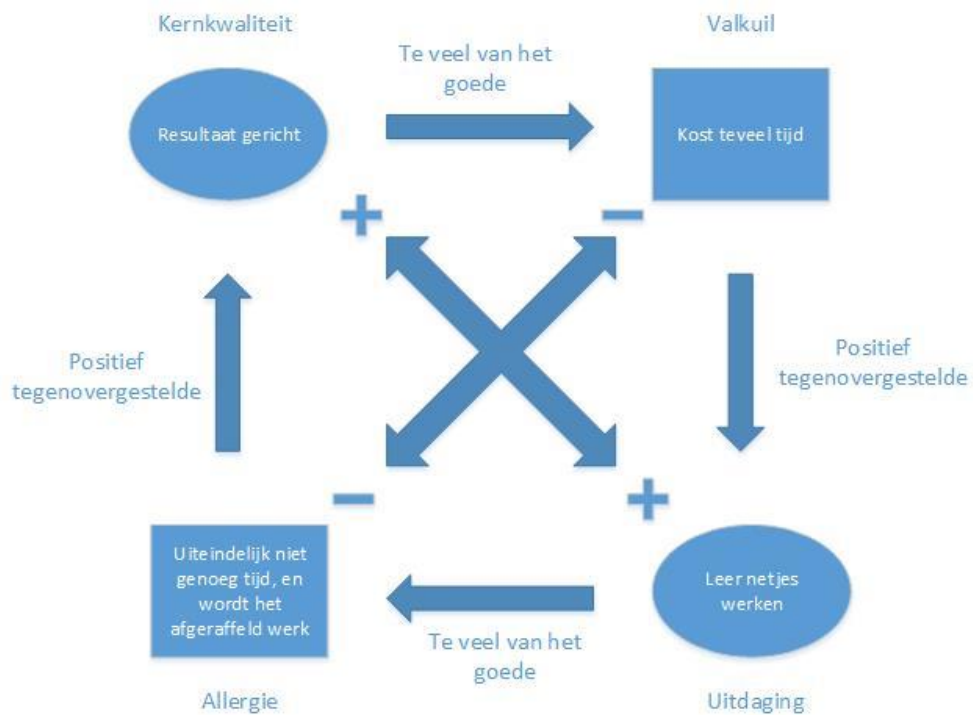 Kernkwaliteit
Valkuil
Te veel van het
goede
Resultaat gericht
Kost teveel tijd
+
−
Positief
tegenovergestelde
Positief
tegenovergestelde
−
+
Uiteindelijk niet
genoeg tijd, en
wordt het
afgeraffeld werk
Leer netjes
werken
Te veel van het
goede
Allergie
Uitdaging